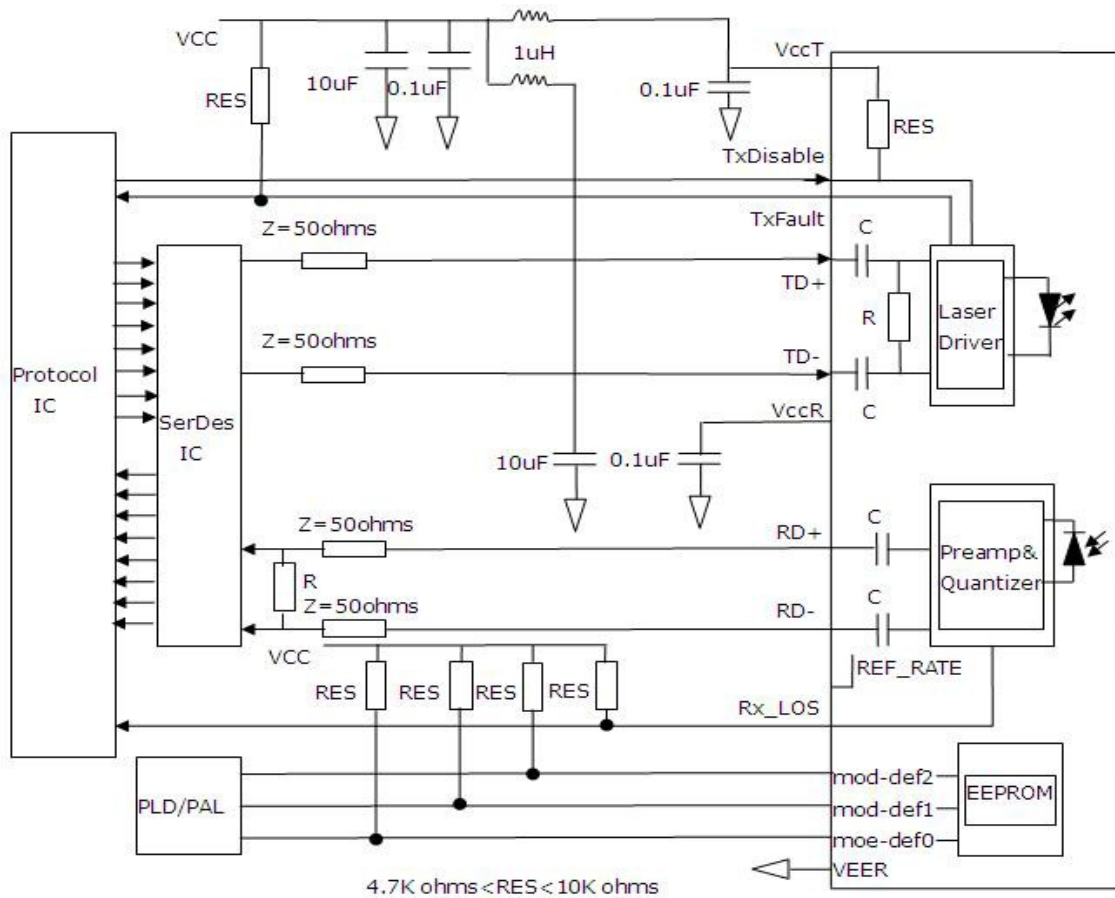 VCC
1uH
VccT
10uF
0.1uF
0.1uF
RES
RES
TxDisable
TxFault
Z=50ohms
C
TD+
R
Laser
Driver
Z=50ohms
TD-
C
Protocol
IC
SerDes
IC
VccR
10uF
0.1uF
Z=50ohms
RD+
C
Preamp&
Quantizer
R
Z=50ohms
RD-
C
VCC
REF_RATE
RES
RES
RES
RES
Rx_LOS
PLD/PAL
mod-def2
mod-def1
moe-def0
EEPROM
VEER
4.7K ohms<RES<10K ohms